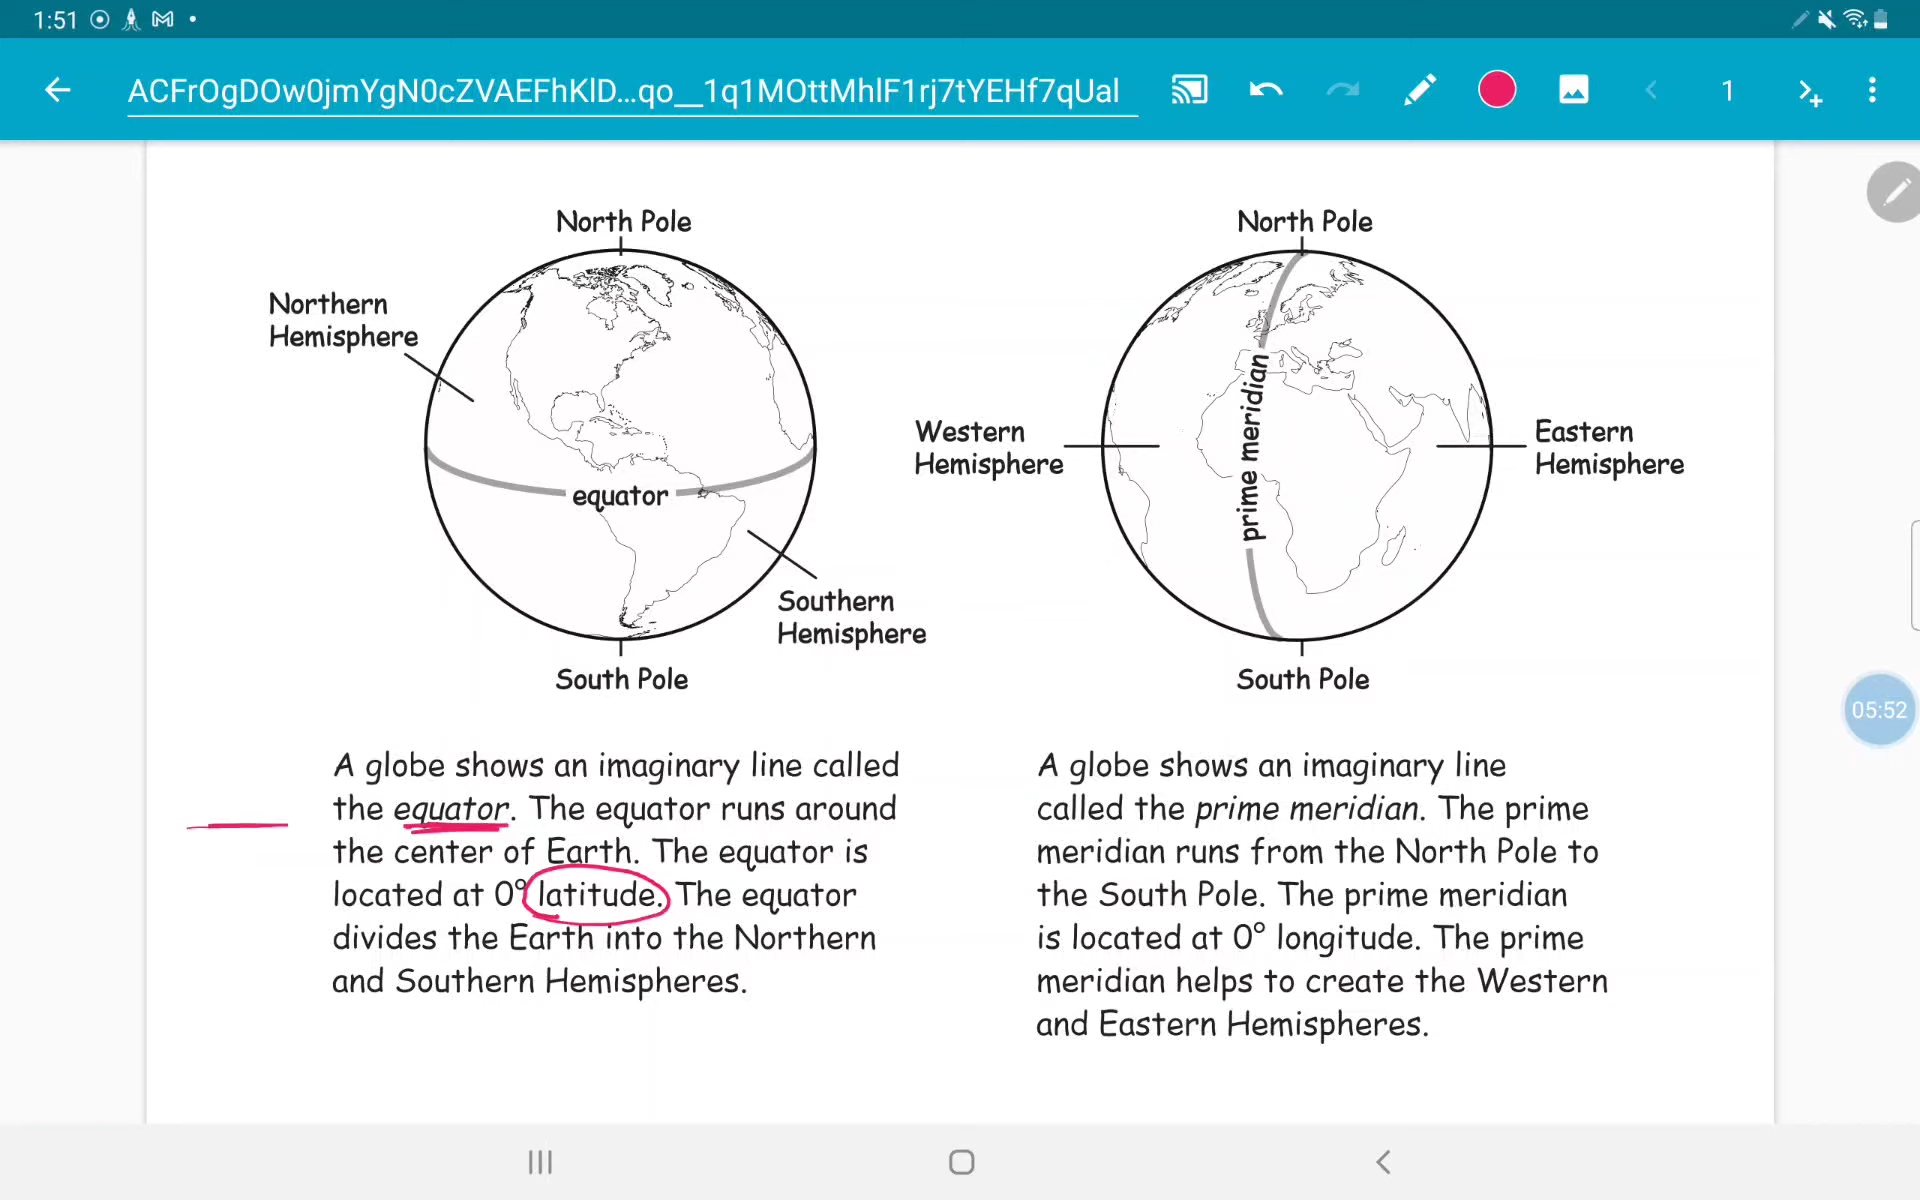 1:51
ACFrOgDOw0jmYgN0cZVAEFhKlD...qo__1q1MOttMhlF1rj7tYEHf7qUal
1
North Pole
Northern
Hemisphere
equator
Southern
Hemisphere
South Pole
North Pole
Western
Hemisphere
prime meridian
Eastern
Hemisphere
South Pole
05:52
A globe shows an imaginary line called
the equator. The equator runs around
the center of Earth. The equator is
located at 0° latitude. The equator
divides the Earth into the Northern
and Southern Hemispheres.
A globe shows an imaginary line
called the prime meridian. The prime
meridian runs from the North Pole to
the South Pole. The prime meridian
is located at 0° longitude. The prime
meridian helps to create the Western
and Eastern Hemispheres.